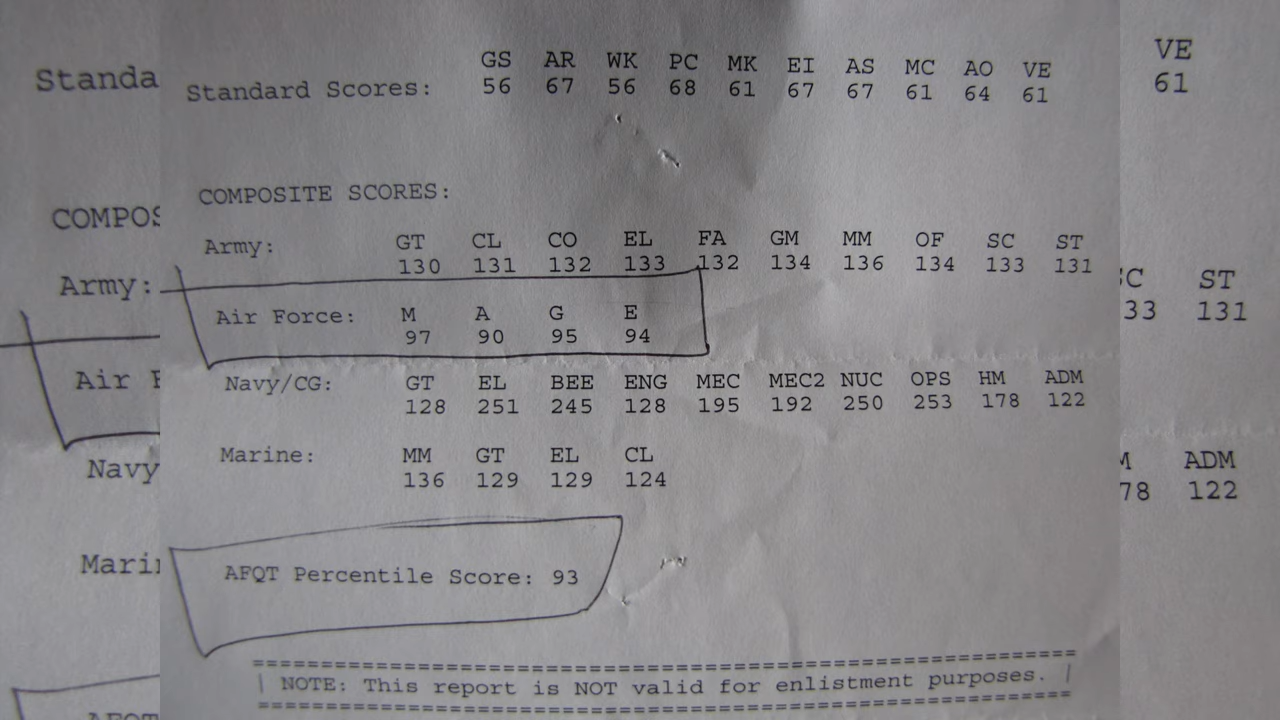 GS AR WK PC MK EI AS MC AO VE
Standard Scores: 56 67 56 68 61 67 67 61 64 61
COMPOSITE SCORES:
Army: GT CL CO EL FA GM MM OF SC ST
130 131 132 133 132 134 136 134 133 131
Air Force: M A G E
97 90 95 94
Navy/CG: GT EL BEE ENG MEC MEC2 NUC OPS HM ADM
128 251 245 128 195 192 250 253 178 122
Marine: MM GT EL CL
136 129 129 124
AFQT Percentile Score: 93
NOTE: This report is NOT valid for enlistment purposes.